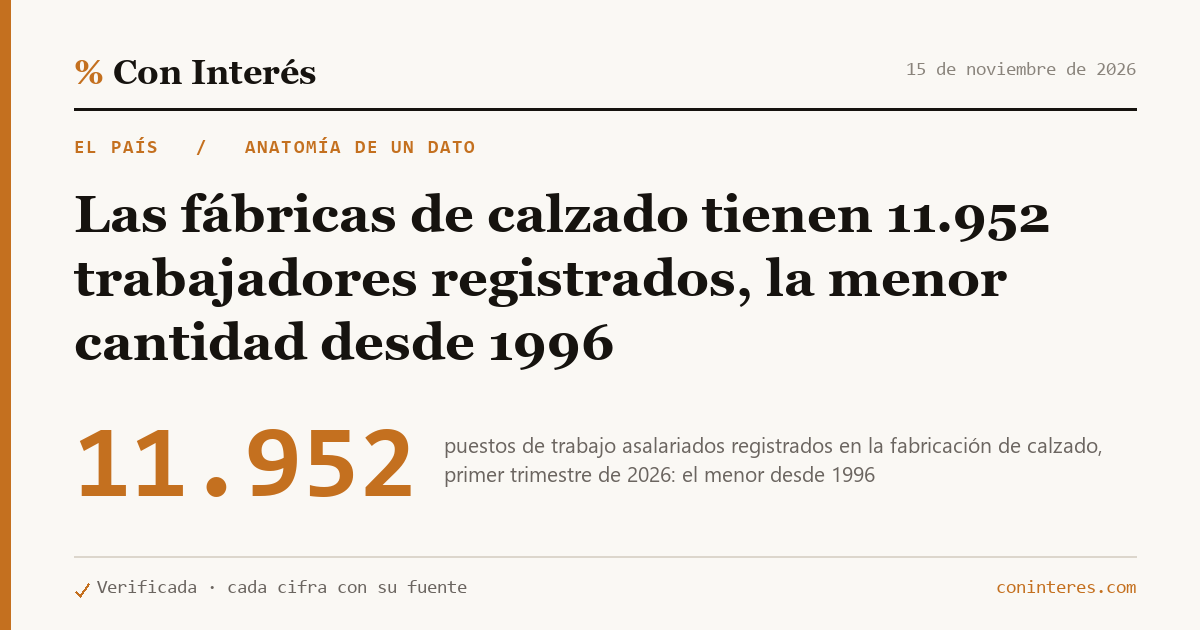 % Con Interés
15 de noviembre de 2026
EL PAÍS / ANATOMÍA DE UN DATO
Las fábricas de calzado tienen 11.952
trabajadores registrados, la menor
cantidad desde 1996
11.952
puestos de trabajo asalariados registrados en la fabricación de calzado,
primer trimestre de 2026: el menor desde 1996
✓ Verificada · cada cifra con su fuente
coninteres.com